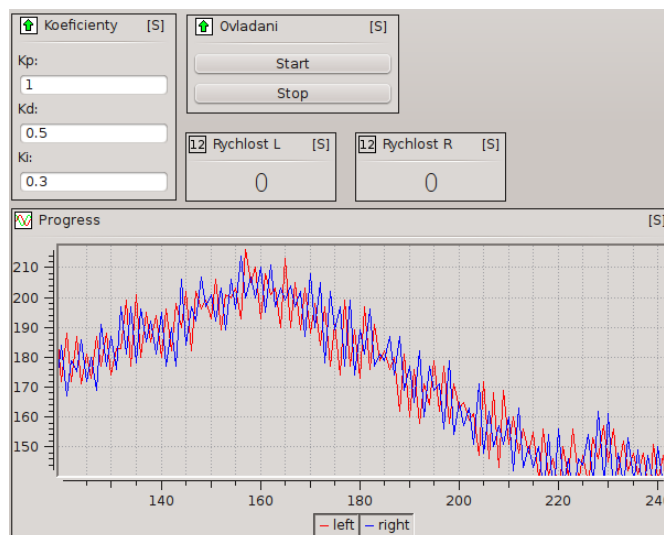 Koeficienty [S]
Kp:
1
Kd:
0.5
Ki:
0.3
Ovladani [S]
Start
Stop
12 Rychlost L [S]
0
12 Rychlost R [S]
0
Progress [S]
210
200
190
180
170
160
150
140 160 180 200 220 240
left right